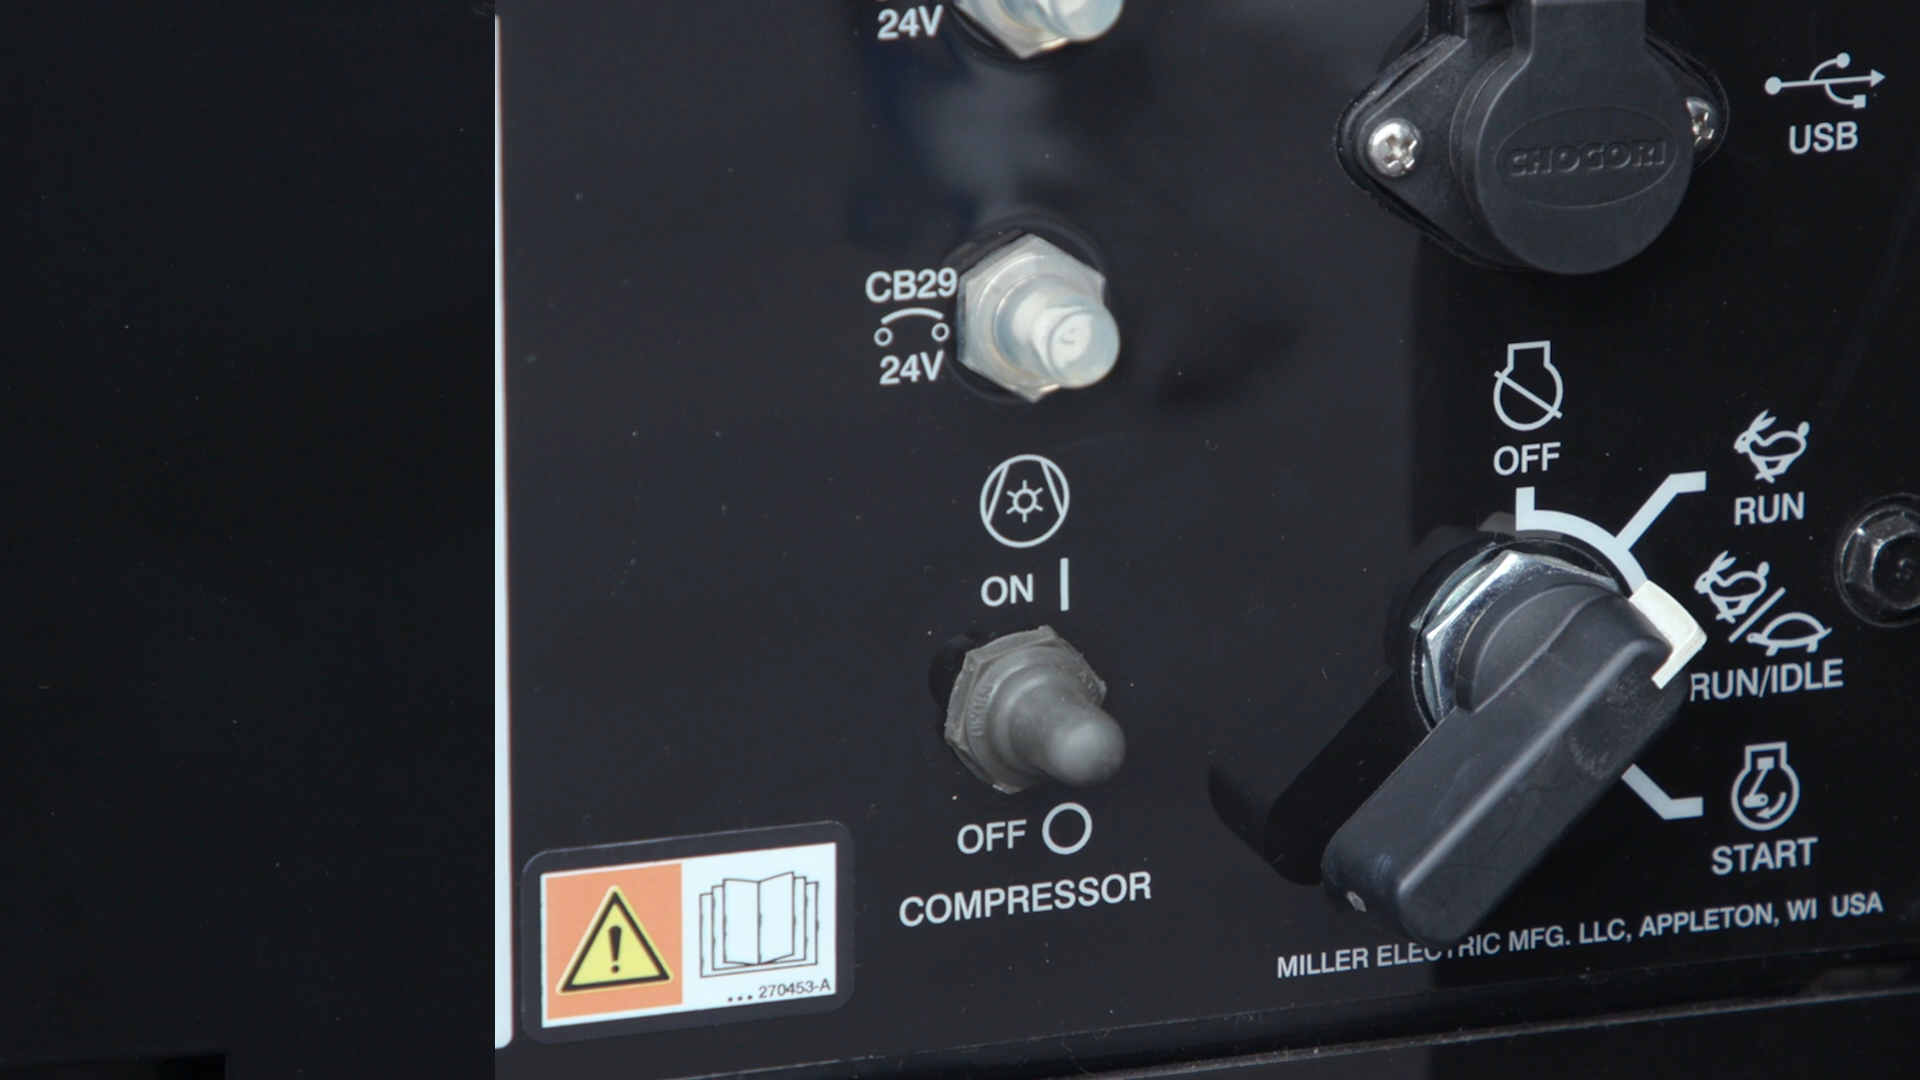 24V
USB
CHOGORI
CB29
24V
OFF
RUN
ON
RUN/IDLE
OFF
COMPRESSOR
START
MILLER ELECTRIC MFG. LLC, APPLETON, WI USA
...270453-A